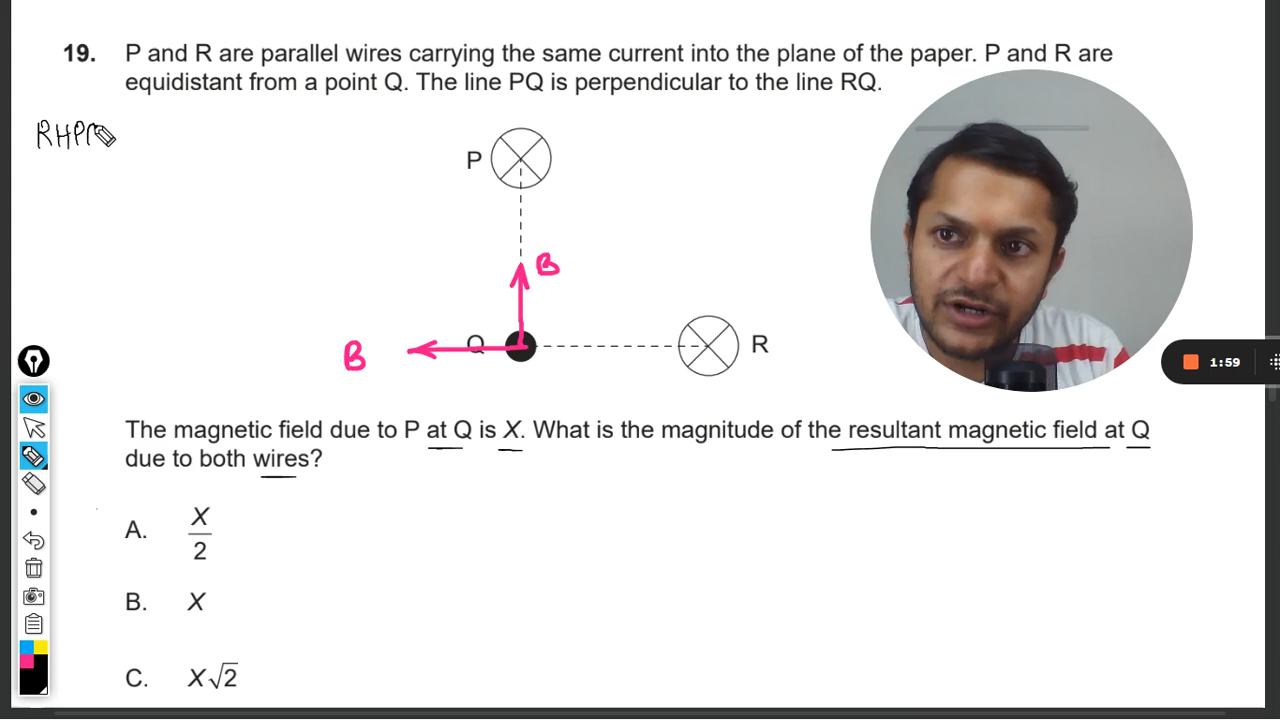 19. P and R are parallel wires carrying the same current into the plane of the paper. P and R are
equidistant from a point Q. The line PQ is perpendicular to the line RQ.
RHP
P
B
B
Q
R
1:59
The magnetic field due to P at Q is X. What is the magnitude of the resultant magnetic field at Q
due to both wires?
A. X/2
B. X
C. X√2